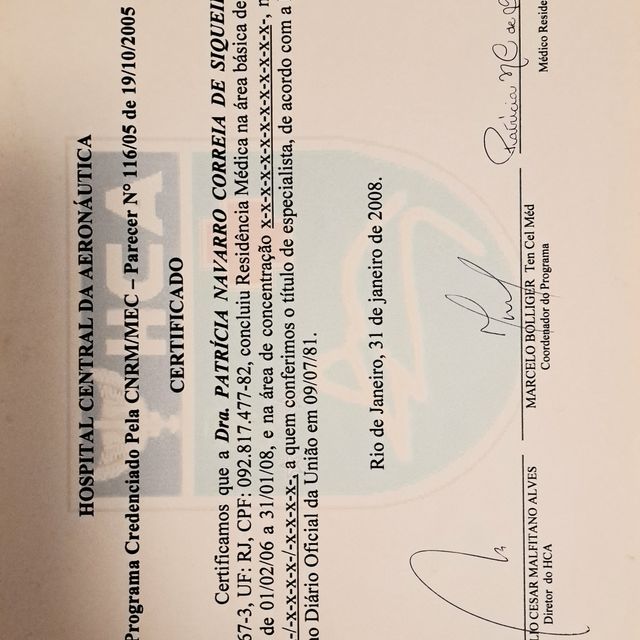 HOSPITAL CENTRAL DA AERONÁUTICA
Programa Credenciado Pela CNRM/MEC – Parecer N° 116/05 de 19/10/2005
CERTIFICADO
Certificamos que a Dra. PATRÍCIA NAVARRO CORREIA DE SIQUEI
67-3, UF: RJ, CPF: 092.817.477-82, concluiu Residência Médica na área básica de
de 01/02/06 a 31/01/08, e na área de concentração x-x-x-x-x-x-x-x-x-x-x-x-x-, n
-/-x-x-x-x-/-x-x-x-x-, a quem conferimos o título de especialista, de acordo com a
no Diário Oficial da União em 09/07/81.
Rio de Janeiro, 31 de janeiro de 2008.
IO CESAR MALFITANO ALVES
Diretor do HCA
MARCELO BOLLIGER Ten Cel Méd
Coordenador do Programa
Patrícia N C de
Médico Reside
HCA